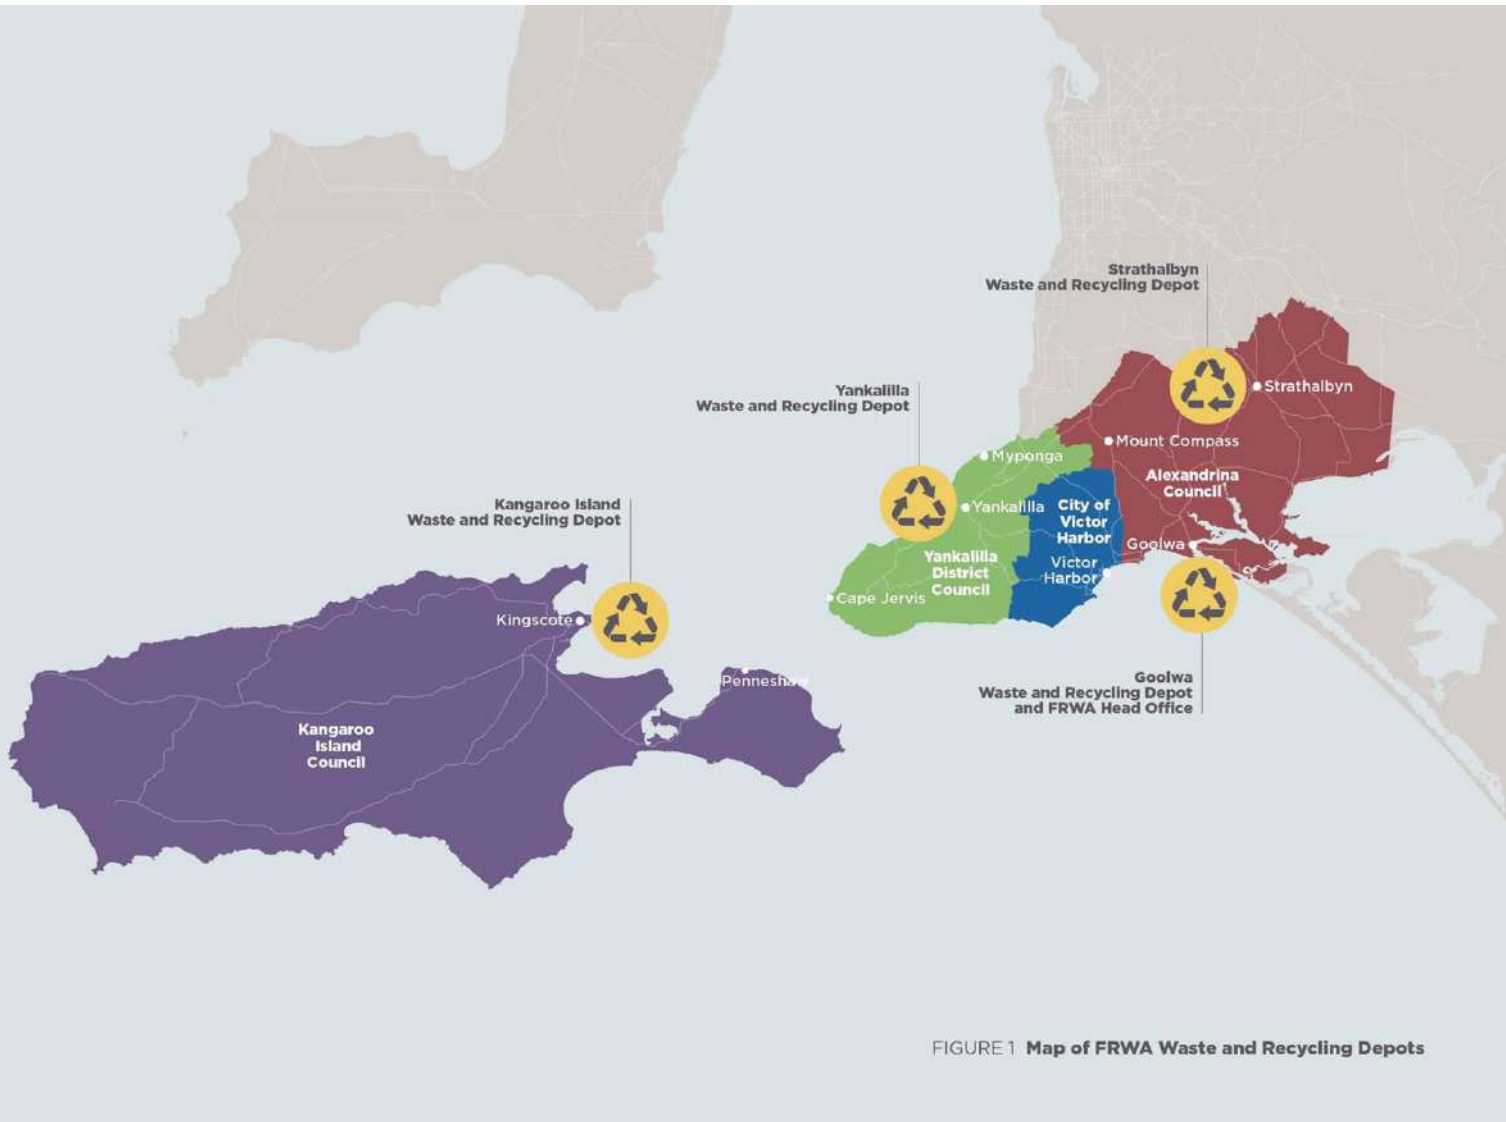 Strathalbyn
Waste and Recycling Depot
Yankalilla
Waste and Recycling Depot
Strathalbyn
Mount Compass
Myponga
Alexandrina
Council
Kangaroo Island
Waste and Recycling Depot
Yankalilla
City of
Victor
Harbor
Goolwa
Yankalilla
District
Council
Victor
Harbor
Cape Jervis
Kingscote
Penneshaw
Goolwa
Waste and Recycling Depot
and FRWA Head Office
Kangaroo
Island
Council
FIGURE 1 Map of FRWA Waste and Recycling Depots